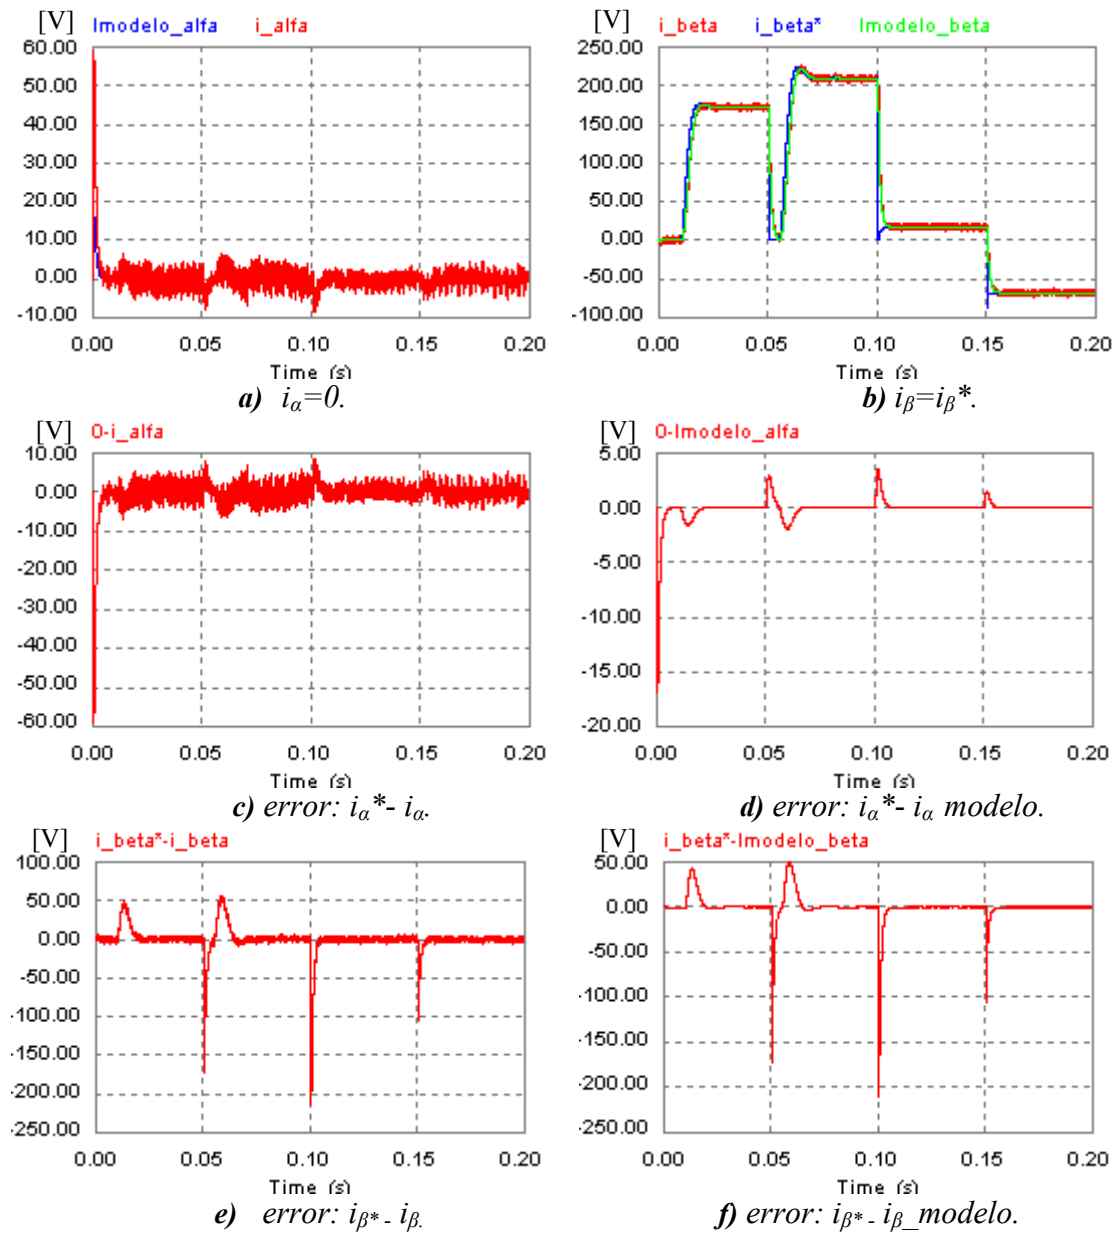 [V] Imodelo_alfa i_alfa
60.00
50.00
40.00
30.00
20.00
10.00
0.00
-10.00
0.00 0.05 0.10 0.15 0.20
Time (s)
a) iα=0.
[V] i_beta i_beta* Imodelo_beta
250.00
200.00
150.00
100.00
50.00
0.00
-50.00
-100.00
0.00 0.05 0.10 0.15 0.20
Time (s)
b) iβ=iβ*.
[V] 0-i_alfa
10.00
0.00
-10.00
-20.00
-30.00
-40.00
-50.00
-60.00
0.00 0.05 0.10 0.15 0.20
Time (s)
c) error: iα*- iα.
[V] 0-Imodelo_alfa
5.00
0.00
-5.00
-10.00
-15.00
-20.00
0.00 0.05 0.10 0.15 0.20
Time (s)
d) error: iα*- iα modelo.
[V] i_beta*-i_beta
100.00
50.00
0.00
-50.00
-100.00
-150.00
-200.00
-250.00
0.00 0.05 0.10 0.15 0.20
Time (s)
e) error: iβ* - iβ.
[V] i_beta*-Imodelo_beta
50.00
0.00
-50.00
-100.00
-150.00
-200.00
-250.00
0.00 0.05 0.10 0.15 0.20
Time (s)
f) error: iβ* - iβ_modelo.